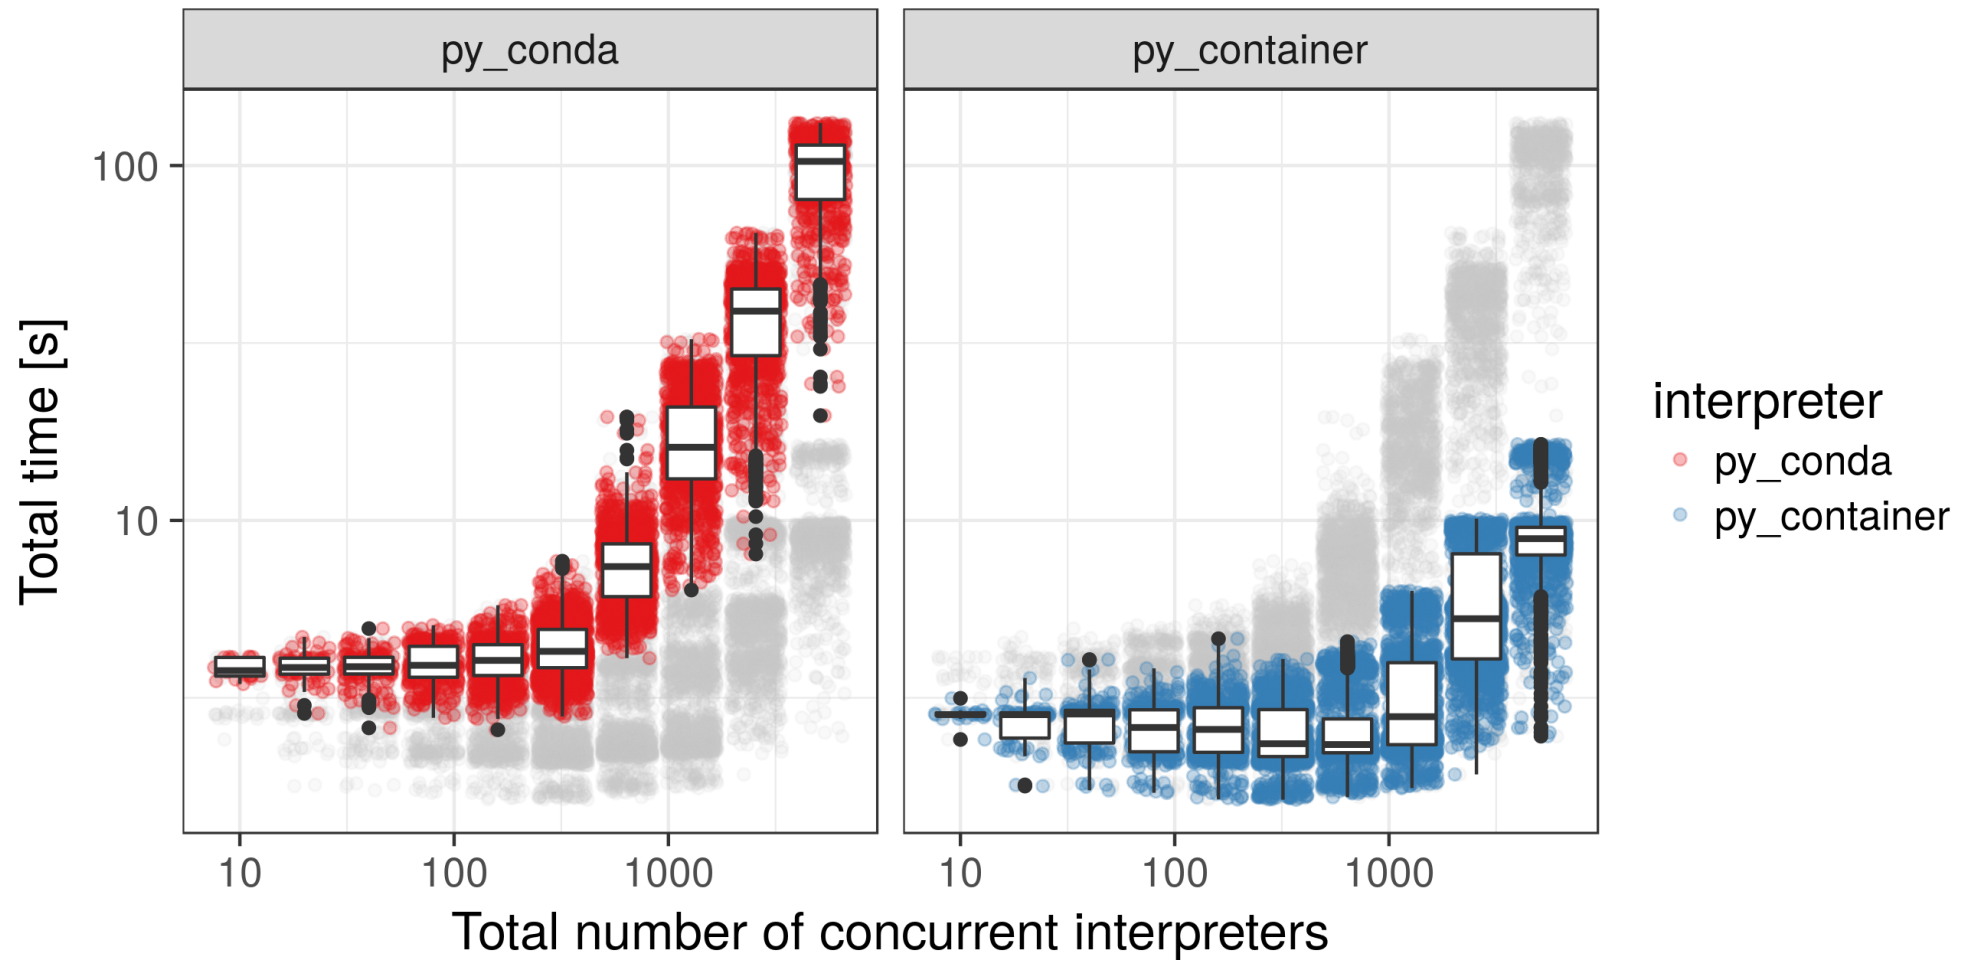 py_conda
py_container
Total time [s]
100
10
10
100
1000
10
100
1000
Total number of concurrent interpreters
interpreter
py_conda
py_container